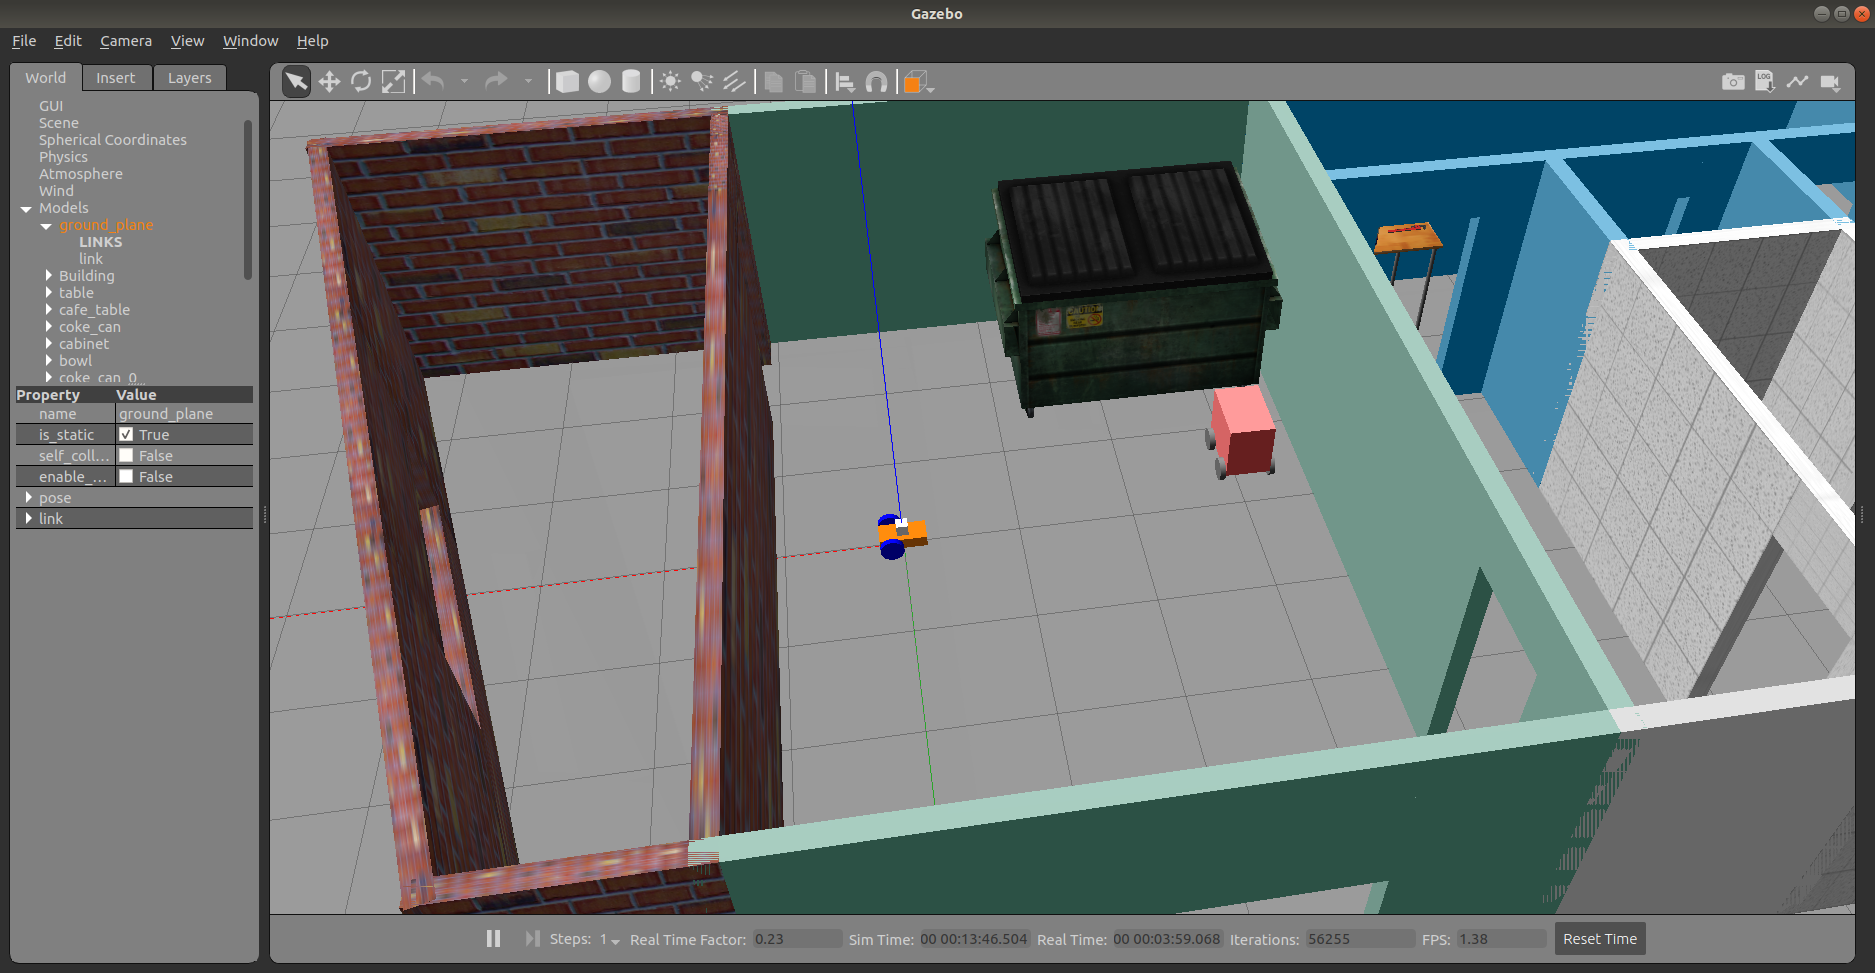 Gazebo
File Edit Camera View Window Help
World Insert Layers
GUI
Scene
Spherical Coordinates
Physics
Atmosphere
Wind
Models
ground_plane
LINKS
link
Building
table
cafe_table
coke_can
cabinet
bowl
coke_can_0
Property Value
name ground_plane
is_static True
self_coll... False
enable_... False
pose
link
LOG
CAUTION
Steps: 1 Real Time Factor: 0.23 Sim Time: 00 00:13:46.504 Real Time: 00 00:03:59.068 Iterations: 56255 FPS: 1.38 Reset Time